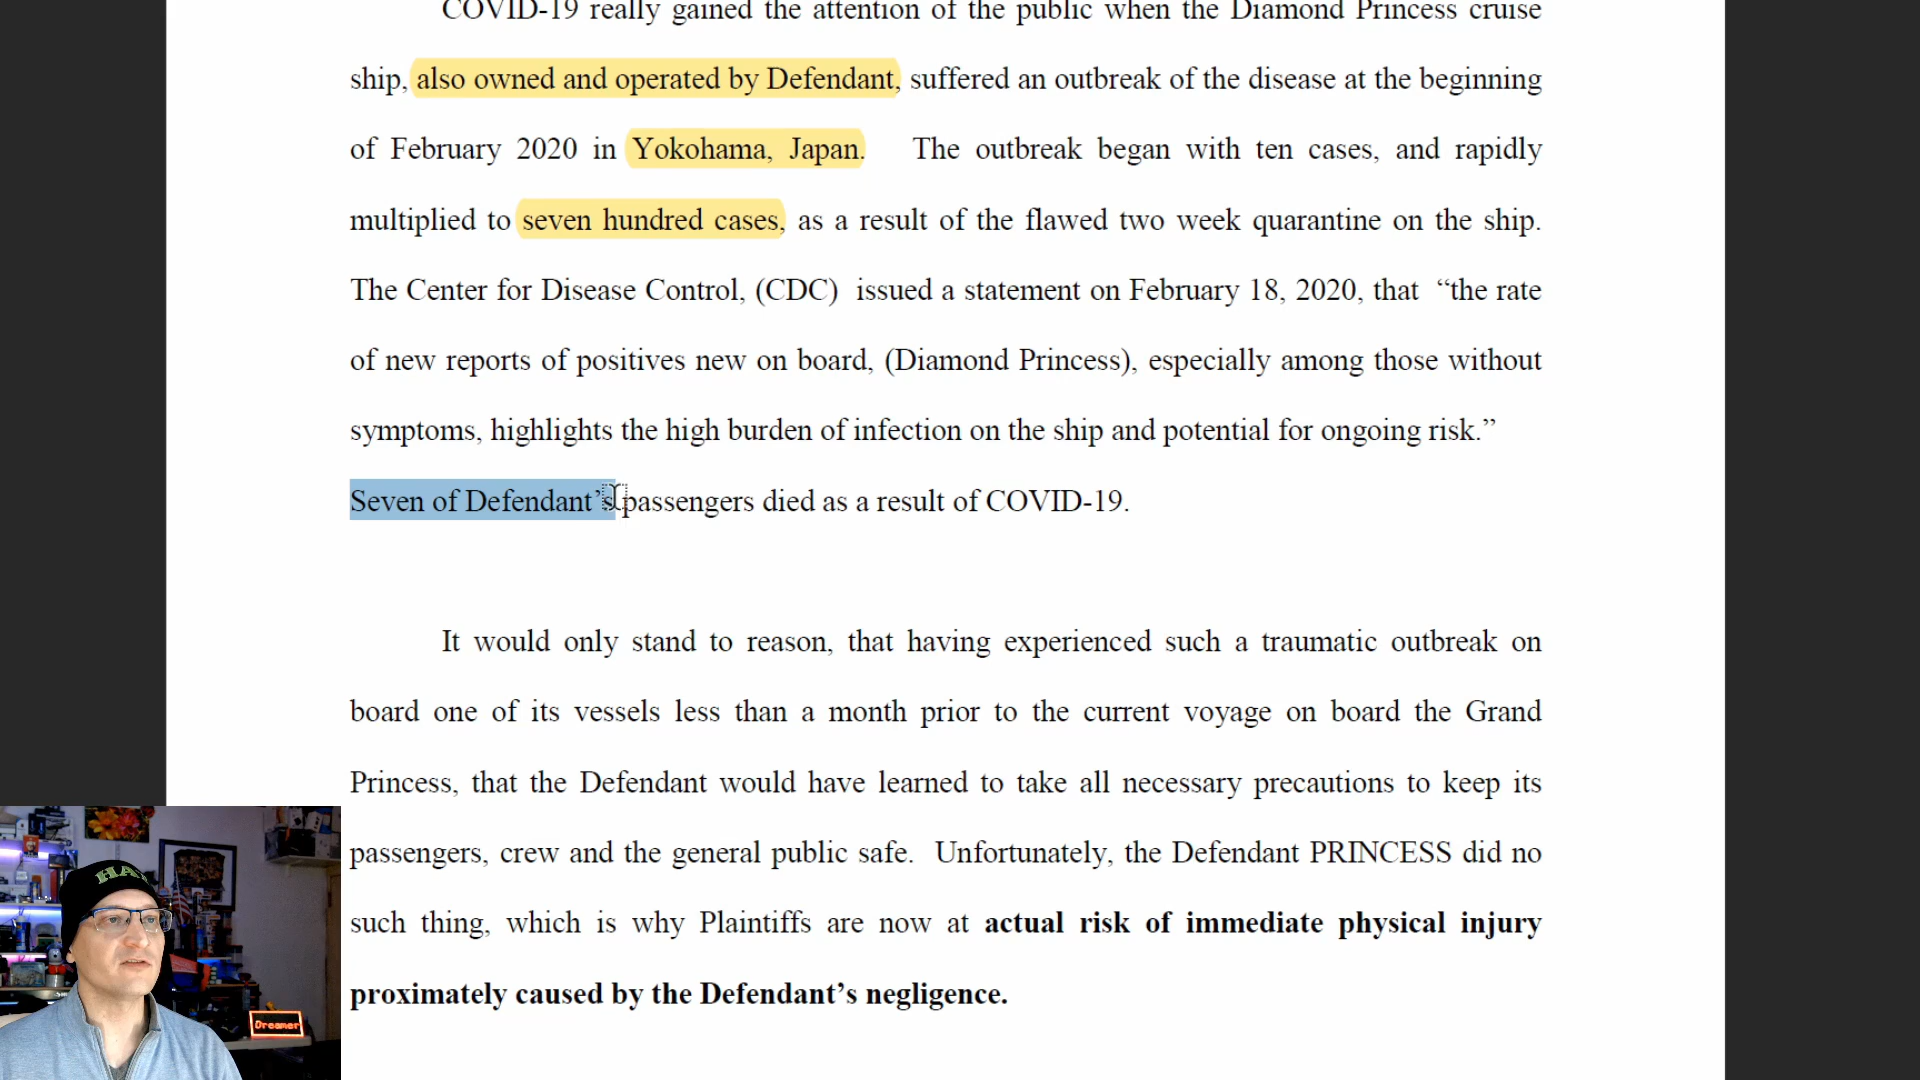 COVID-19 really gained the attention of the public when the Diamond Princess cruise
ship, also owned and operated by Defendant, suffered an outbreak of the disease at the beginning
of February 2020 in Yokohama, Japan. The outbreak began with ten cases, and rapidly
multiplied to seven hundred cases, as a result of the flawed two week quarantine on the ship.
The Center for Disease Control, (CDC) issued a statement on February 18, 2020, that “the rate
of new reports of positives new on board, (Diamond Princess), especially among those without
symptoms, highlights the high burden of infection on the ship and potential for ongoing risk.”
Seven of Defendant’s passengers died as a result of COVID-19.
It would only stand to reason, that having experienced such a traumatic outbreak on
board one of its vessels less than a month prior to the current voyage on board the Grand
Princess, that the Defendant would have learned to take all necessary precautions to keep its
passengers, crew and the general public safe. Unfortunately, the Defendant PRINCESS did no
such thing, which is why Plaintiffs are now at actual risk of immediate physical injury
proximately caused by the Defendant’s negligence.
Dreamer